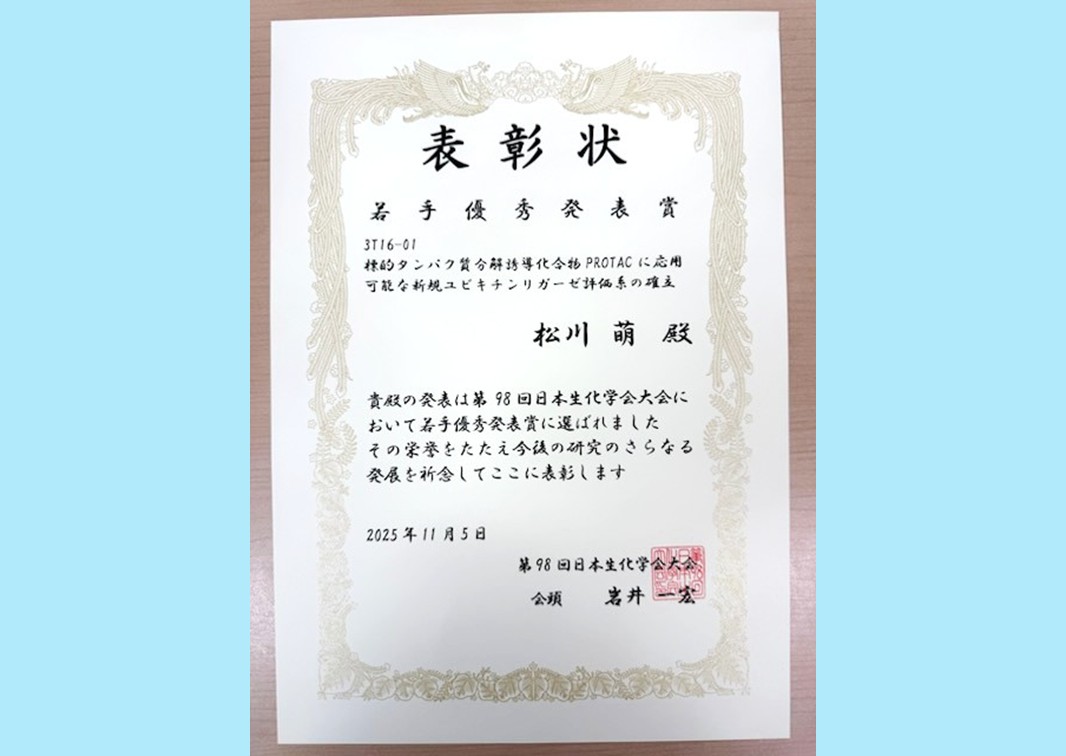 表彰状
若手優秀発表賞
3T16-01
標的タンパク質分解誘導化合物PROTACに応用
可能な新規ユビキチンリガーゼ評価系の確立
松川 萌 殿
貴殿の発表は第98回日本生化学会大会に
おいて若手優秀発表賞に選ばれました
その栄誉をたたえ今後の研究のさらなる
発展を祈念してここに表彰します
2025年11月5日
第98回日本生化学会大会
会頭 岩井 一宏